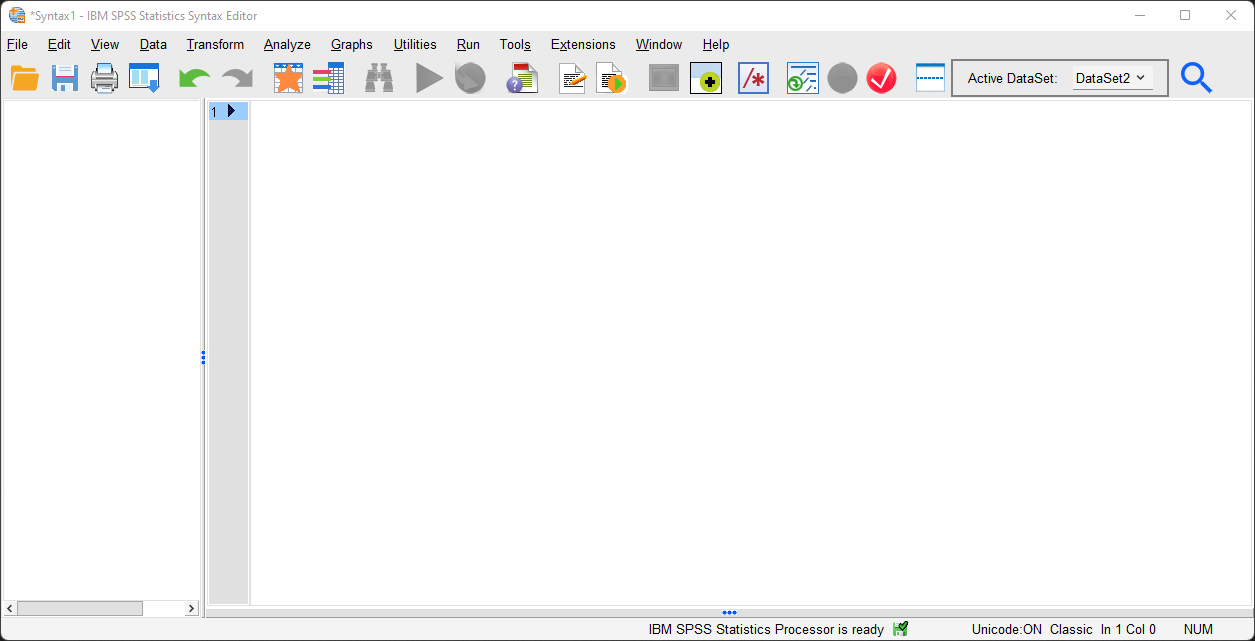 *Syntax1 - IBM SPSS Statistics Syntax Editor
File Edit View Data Transform Analyze Graphs Utilities Run Tools Extensions Window Help
Active DataSet: DataSet2
1
IBM SPSS Statistics Processor is ready Unicode:ON Classic In 1 Col 0 NUM